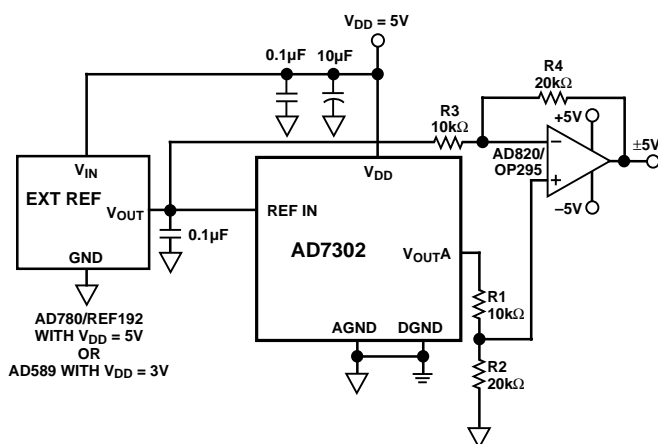 V_DD = 5V
0.1µF
10µF
R4
20kΩ
R3
10kΩ
+5V
AD820/
OP295
±5V
−
+
−5V
V_IN
EXT REF
V_OUT
GND
0.1µF
V_DD
REF IN
AD7302
V_OUTA
AGND
DGND
R1
10kΩ
R2
20kΩ
AD780/REF192
WITH V_DD = 5V
OR
AD589 WITH V_DD = 3V